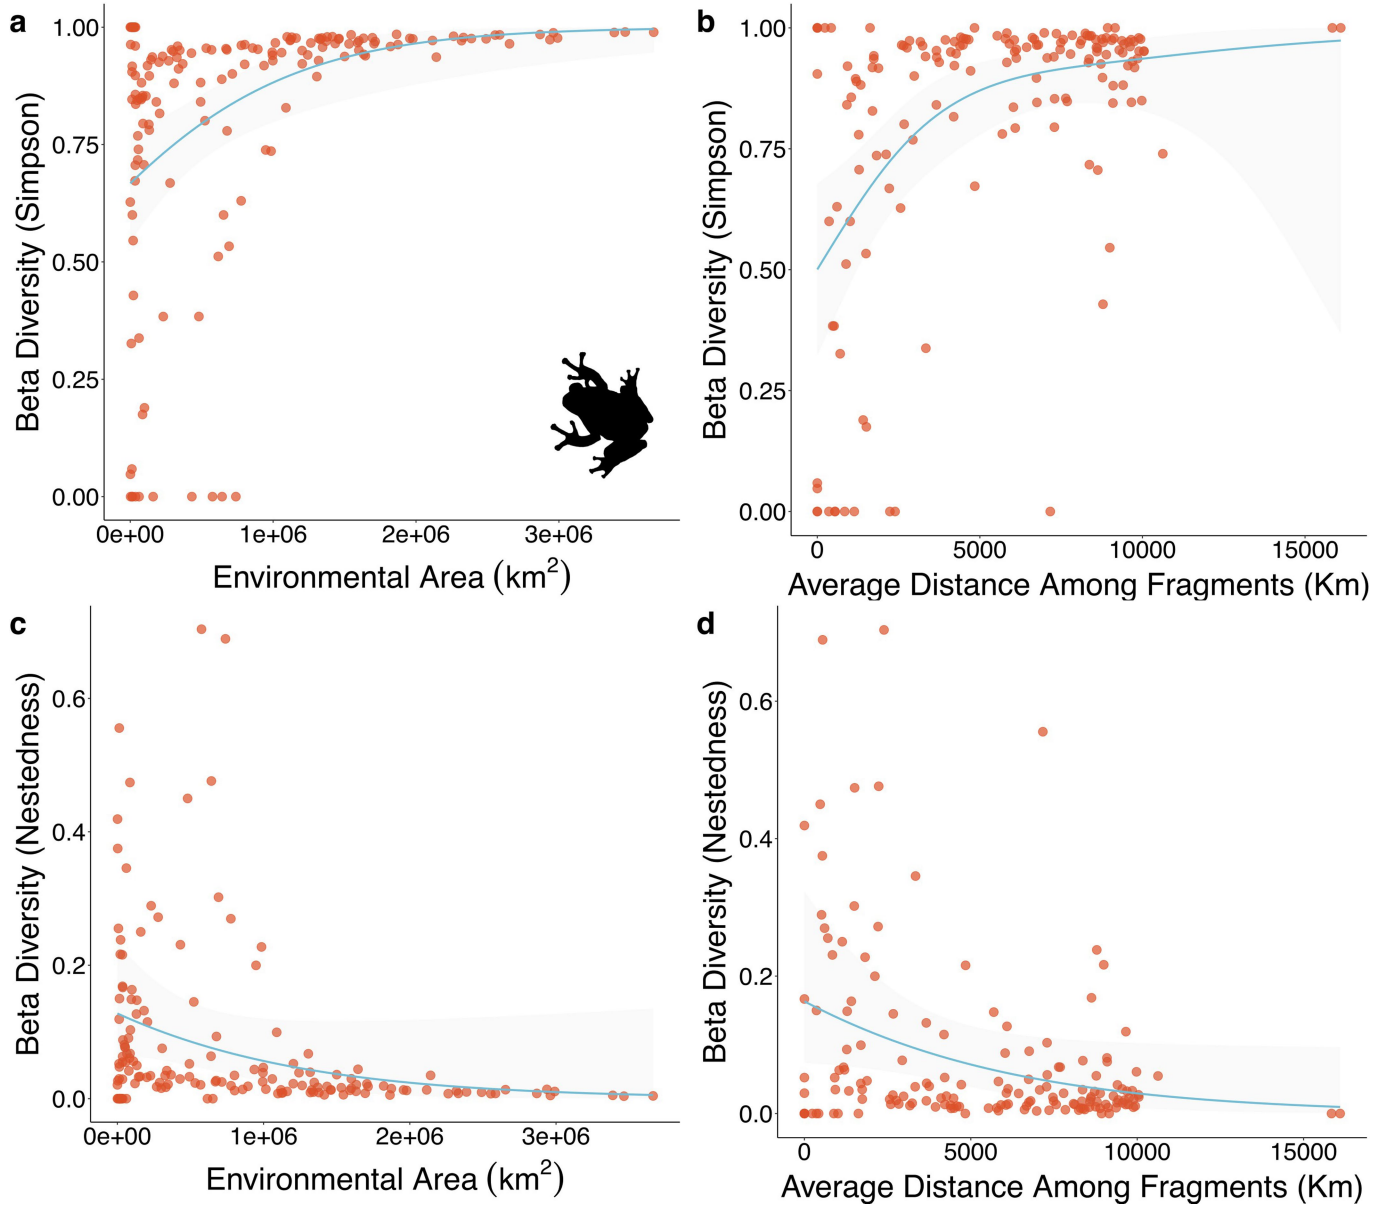 a
1.00
0.75
0.50
0.25
0.00
Beta Diversity (Simpson)
0e+00 1e+06 2e+06 3e+06
Environmental Area (km²)
b
1.00
0.75
0.50
0.25
0.00
Beta Diversity (Simpson)
0 5000 10000 15000
Average Distance Among Fragments (Km)
c
0.6
0.4
0.2
0.0
Beta Diversity (Nestedness)
0e+00 1e+06 2e+06 3e+06
Environmental Area (km²)
d
0.6
0.4
0.2
0.0
Beta Diversity (Nestedness)
0 5000 10000 15000
Average Distance Among Fragments (Km)